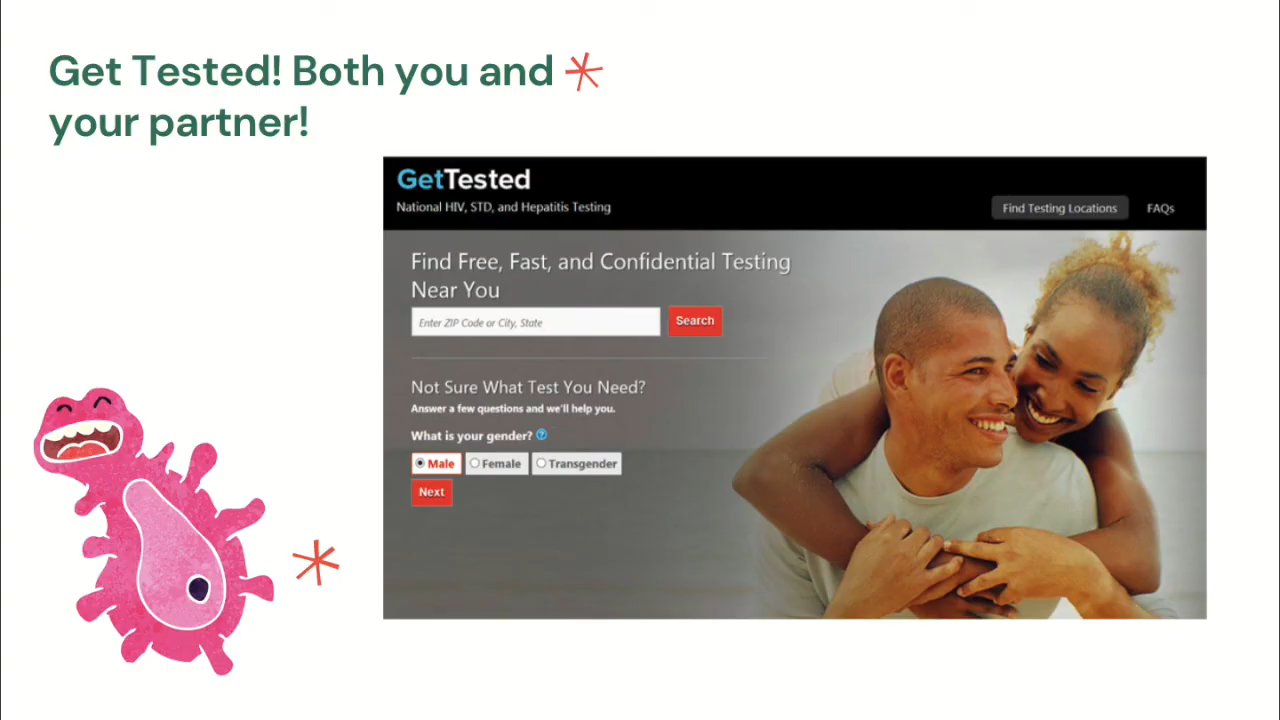 Get Tested! Both you and
your partner!
GetTested
National HIV, STD, and Hepatitis Testing
Find Testing Locations
FAQs
Find Free, Fast, and Confidential Testing
Near You
Enter ZIP Code or City, State
Search
Not Sure What Test You Need?
Answer a few questions and we'll help you.
What is your gender? ?
Male Female Transgender
Next